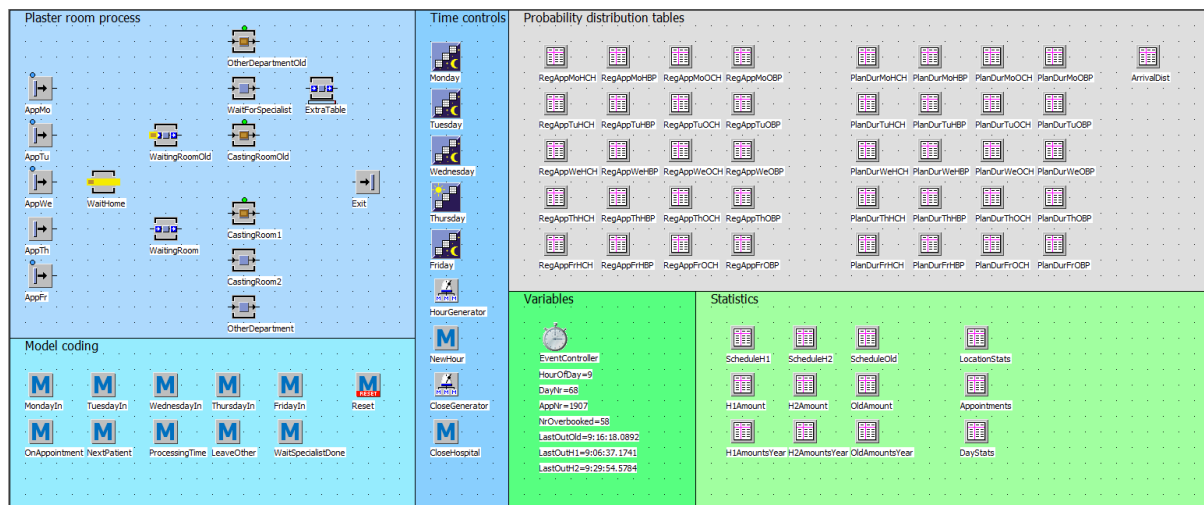 Plaster room process
OtherDepartmentOld
AppMo
WaitForSpecialist
ExtraTable
AppTu
WaitingRoomOld
CastingRoomOld
AppWe
WaitHome
Exit
AppTh
WaitingRoom
CastingRoom1
AppFr
CastingRoom2
OtherDepartment
Model coding
M M M M M M
RESET
MondayIn TuesdayIn WednesdayIn ThursdayIn FridayIn Reset
M M M M M
OnAppointment NextPatient ProcessingTime LeaveOther WaitSpecialistDone
Time controls
Monday
Tuesday
Wednesday
Thursday
Friday
M M M
HourGenerator
M
NewHour
M M M
CloseGenerator
M
CloseHospital
Probability distribution tables
RegAppMoHCH RegAppMoHBP RegAppMoOCH RegAppMoOBP PlanDurMoHCH PlanDurMoHBP PlanDurMoOCH PlanDurMoOBP ArrivalDist
RegAppTuHCH RegAppTuHBP RegAppTuOCH RegAppTuOBP PlanDurTuHCH PlanDurTuHBP PlanDurTuOCH PlanDurTuOBP
RegAppWeHCH RegAppWeHBP RegAppWeOCH RegAppWeOBP PlanDurWeHCH PlanDurWeHBP PlanDurWeOCH PlanDurWeOBP
RegAppThHCH RegAppThHBP RegAppThOCH RegAppThOBP PlanDurThHCH PlanDurThHBP PlanDurThOCH PlanDurThOBP
RegAppFrHCH RegAppFrHBP RegAppFrOCH RegAppFrOBP PlanDurFrHCH PlanDurFrHBP PlanDurFrOCH PlanDurFrOBP
Variables
EventController
HourOfDay=9
DayNr=68
AppNr=1907
NrOverbooked=58
LastOutOld=9:16:18.0892
LastOutH1=9:06:37.1741
LastOutH2=9:29:54.5784
Statistics
ScheduleH1 ScheduleH2 ScheduleOld LocationStats
H1Amount H2Amount OldAmount Appointments
H1AmountsYear H2AmountsYear OldAmountsYear DayStats